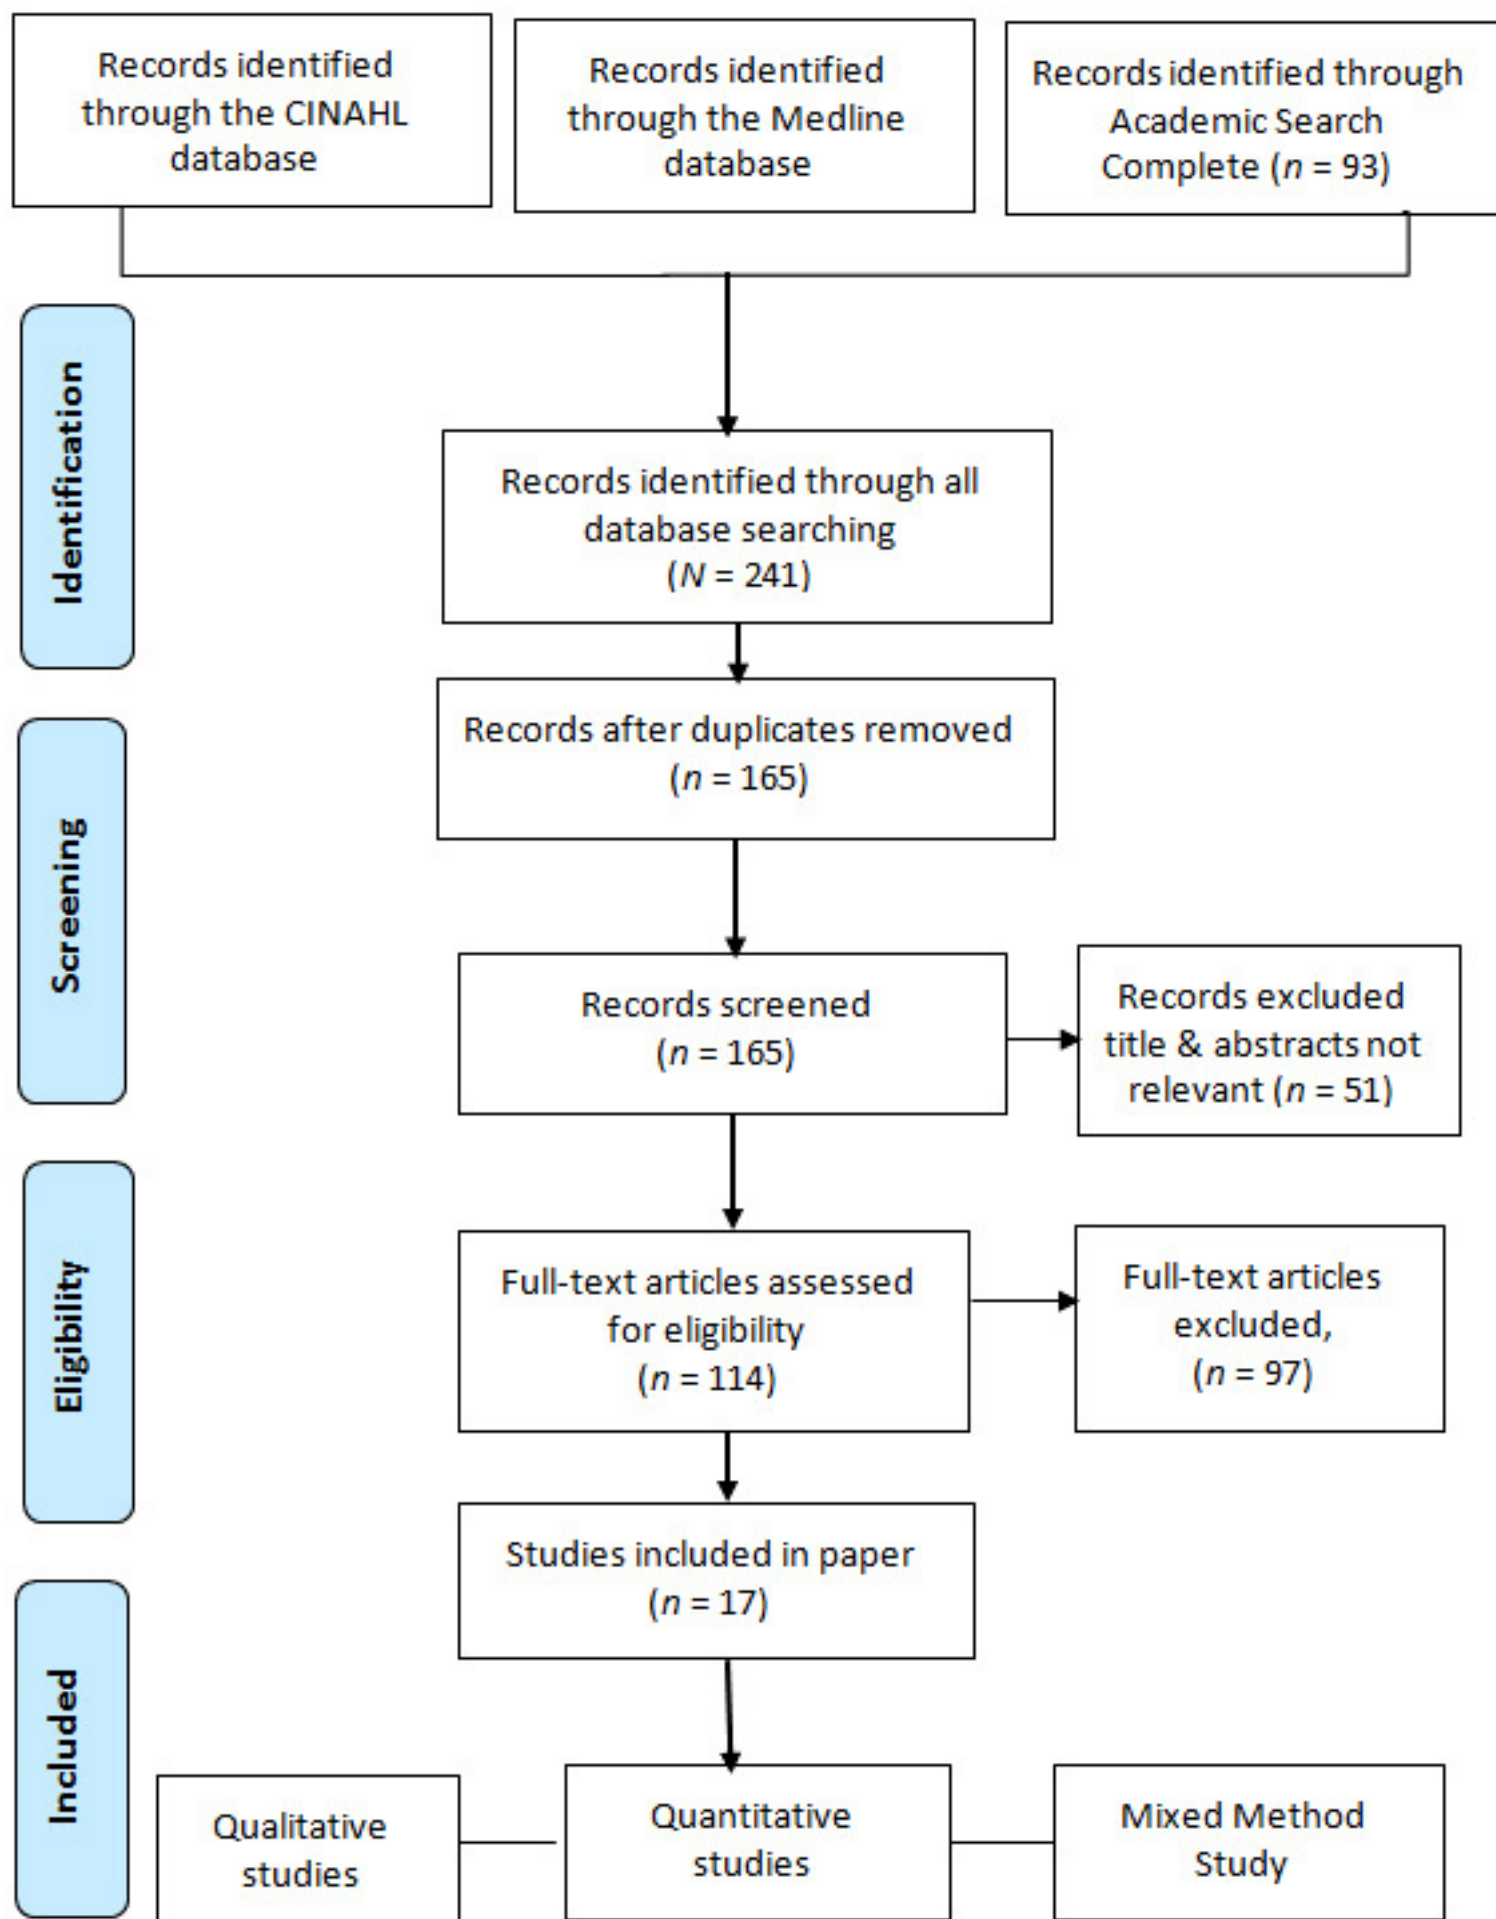 Records identified
through the CINAHL
database
Records identified
through the Medline
database
Records identified through
Academic Search
Complete (n = 93)
Identification
Records identified through all
database searching
(N = 241)
Records after duplicates removed
(n = 165)
Screening
Records screened
(n = 165)
Records excluded
title & abstracts not
relevant (n = 51)
Eligibility
Full-text articles assessed
for eligibility
(n = 114)
Full-text articles
excluded,
(n = 97)
Studies included in paper
(n = 17)
Included
Qualitative
studies
Quantitative
studies
Mixed Method
Study